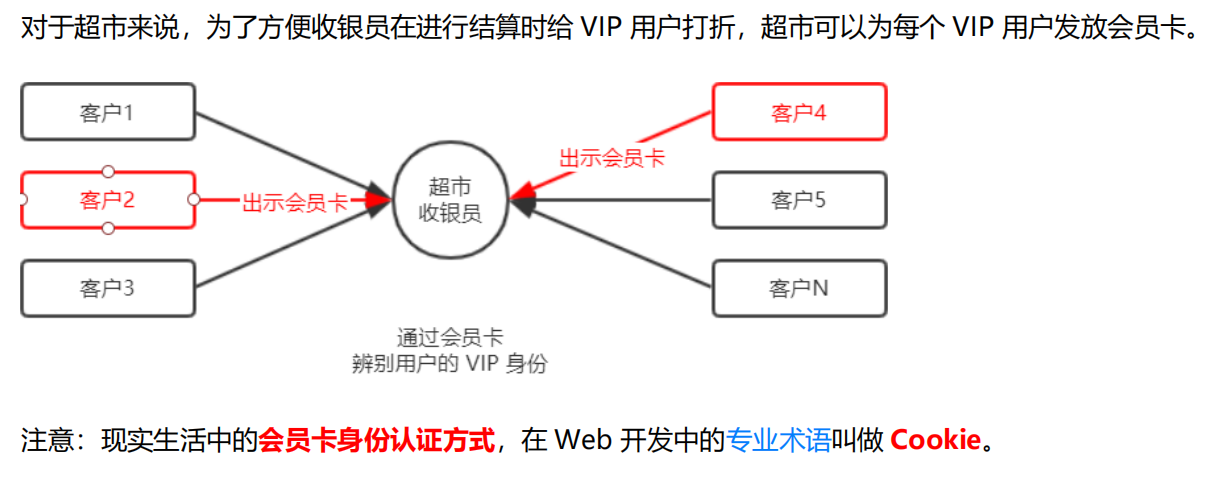 对于超市来说，为了方便收银员在进行结算时给 VIP 用户打折，超市可以为每个 VIP 用户发放会员卡。
客户1
客户4
出示会员卡
客户2
出示会员卡
超市
收银员
客户5
客户3
客户N
通过会员卡
辨别用户的 VIP 身份
注意：现实生活中的会员卡身份认证方式，在 Web 开发中的专业术语叫做 Cookie。